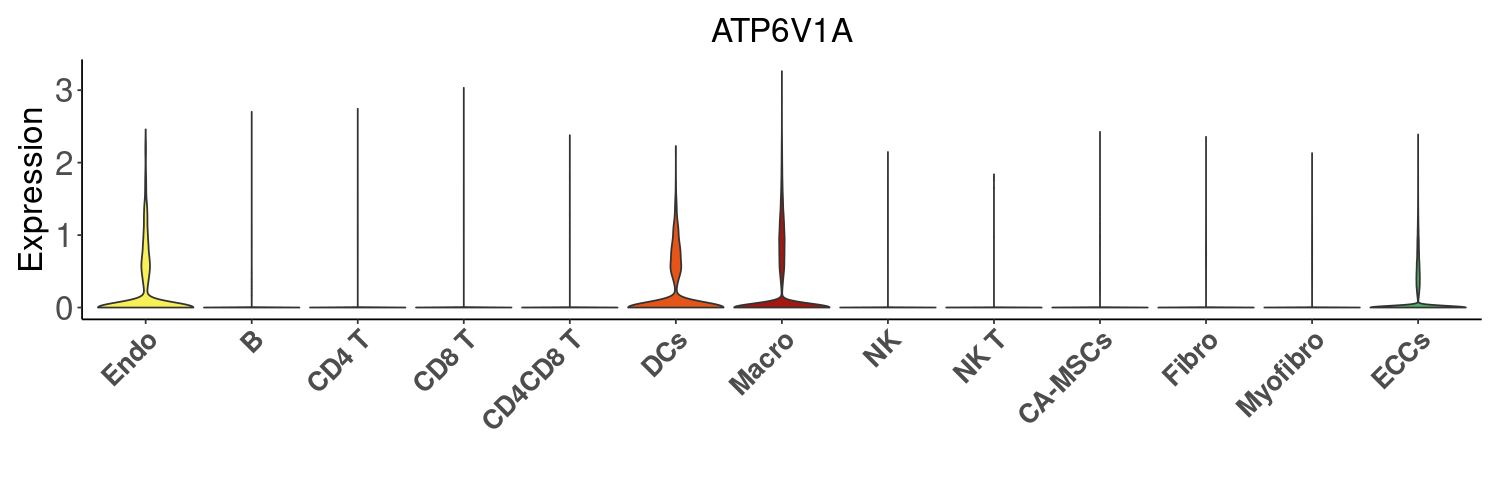 ATP6V1A
Expression
3
2
1
0
Endo
B
CD4 T
CD8 T
CD4CD8 T
DCs
Macro
NK
NK T
CA-MSCs
Fibro
Myofibro
ECCs